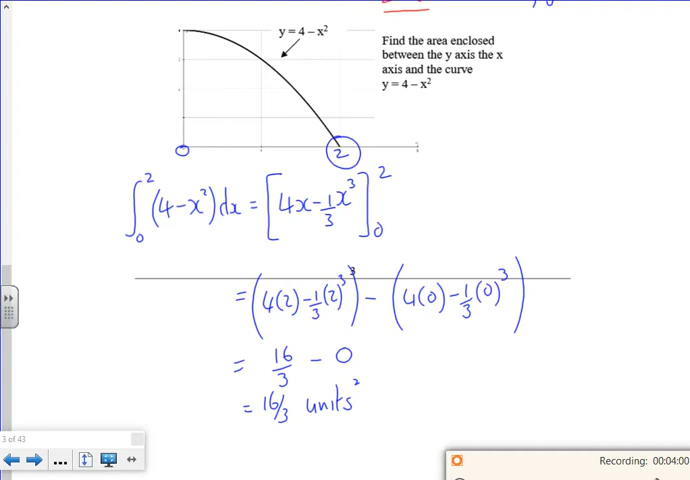 y = 4 – x²
Find the area enclosed
between the y axis the x
axis and the curve
y = 4 – x²
0
2
∫₀² (4-x²)dx = [4x - 1/3 x³]₀²
= (4(2) - 1/3 (2)³) - (4(0) - 1/3 (0)³)
= 16/3 - 0
= 16/3 units²
3 of 43
Recording: 00:04:00